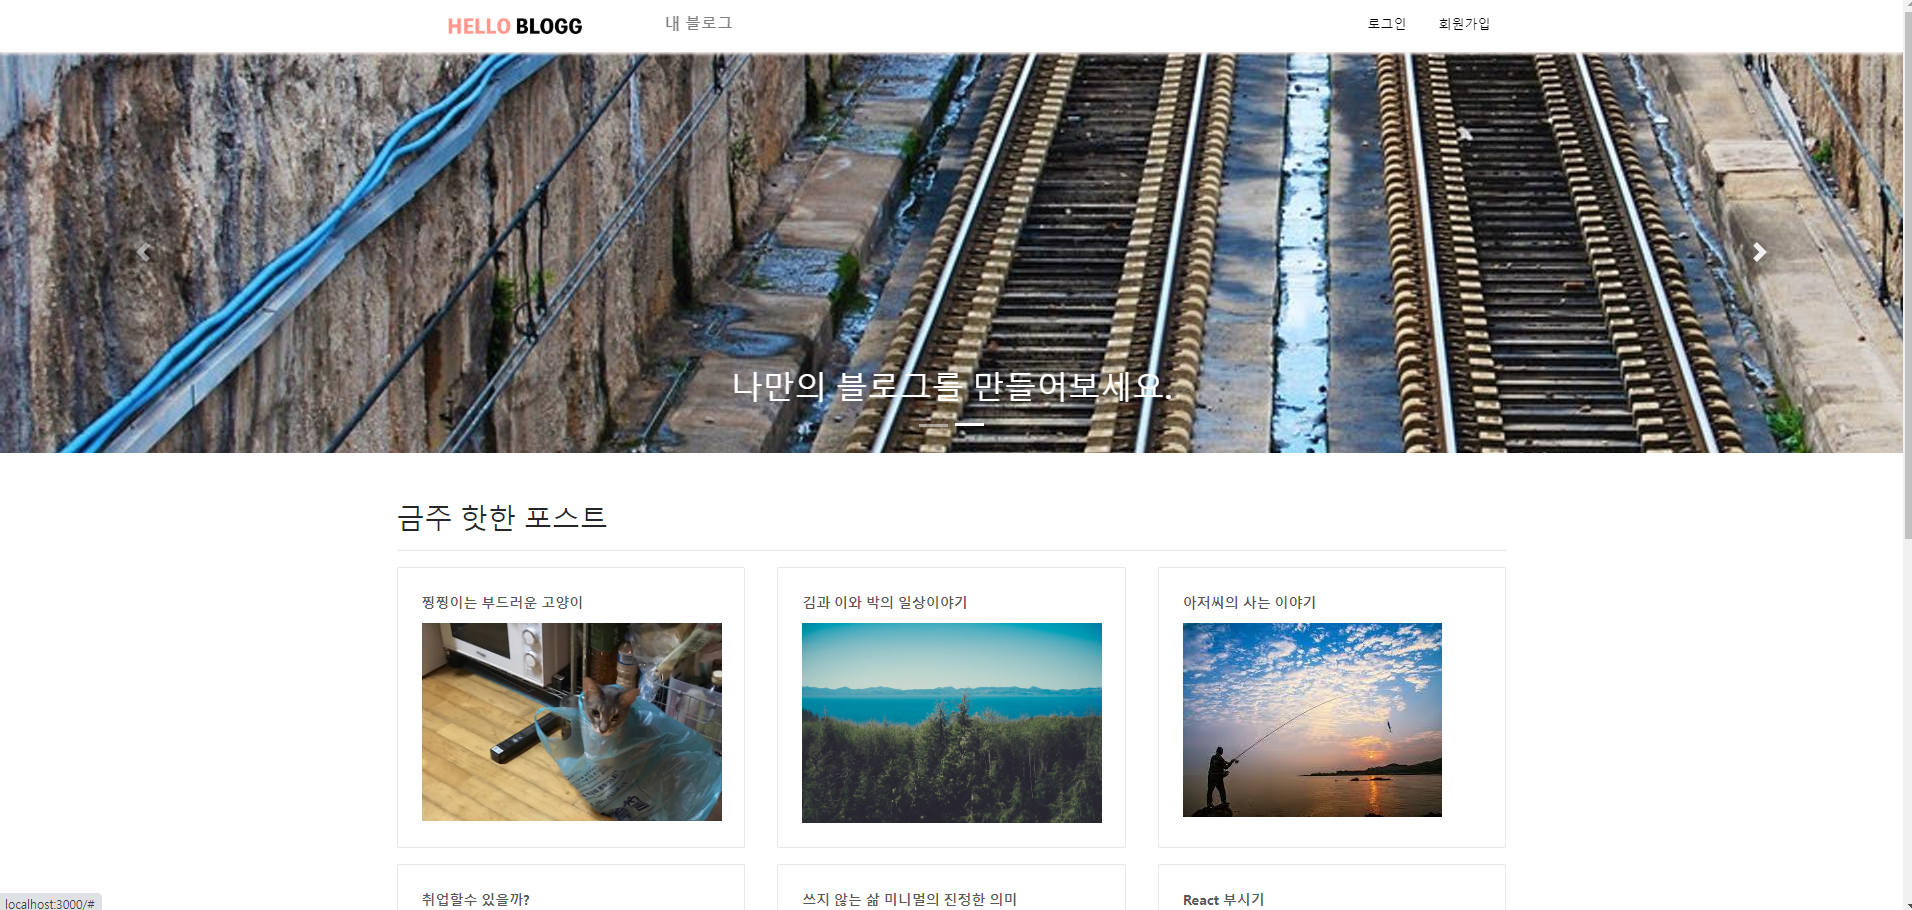 HELLO BLOGG 내 블로그 로그인 회원가입
나만의 블로그를 만들어보세요.
금주 핫한 포스트
찡찡이는 부드러운 고양이
김과 이와 박의 일상이야기
아저씨의 사는 이야기
취업할수 있을까?
쓰지 않는 삶 미니멀의 진정한 의미
React 부시기
localhost:3000/#